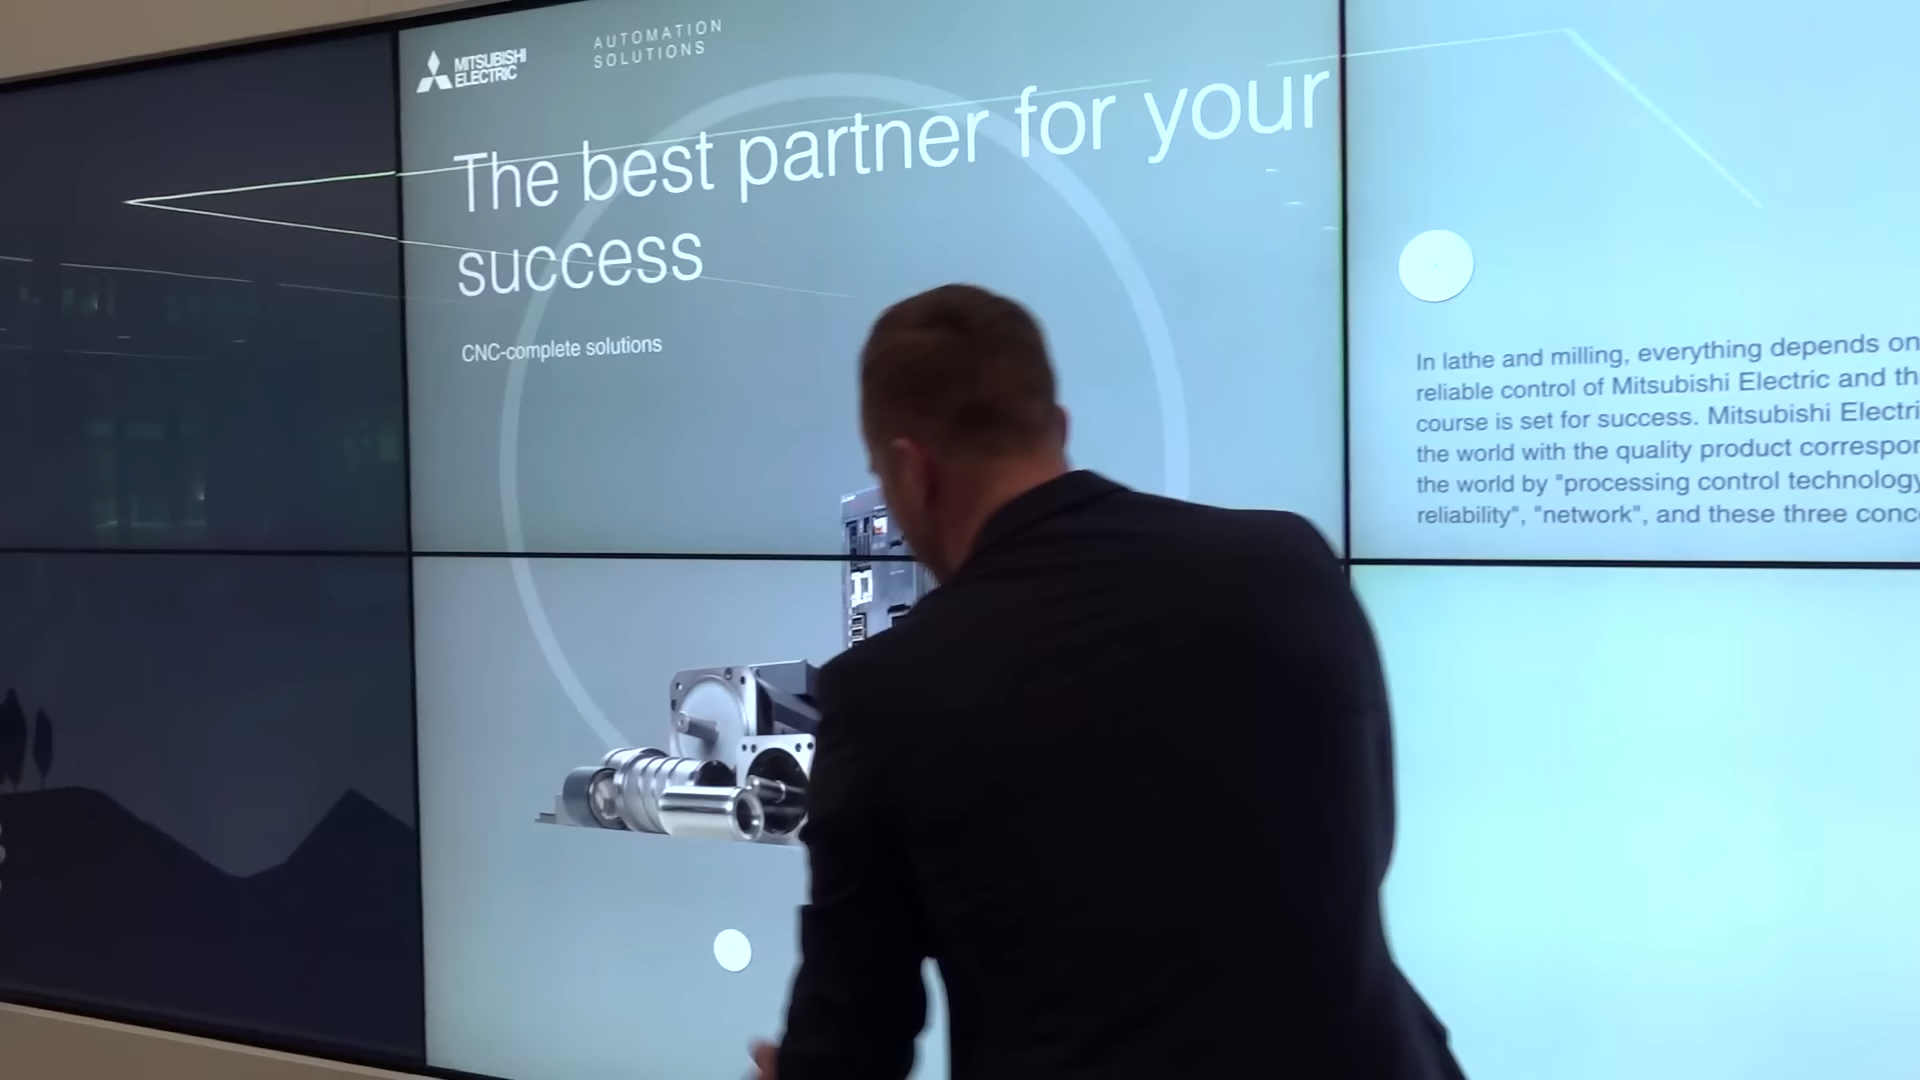 MITSUBISHI
ELECTRIC
AUTOMATION
SOLUTIONS
The best partner for your
success
CNC-complete solutions
In lathe and milling, everything depends on
reliable control of Mitsubishi Electric and th
course is set for success. Mitsubishi Electri
the world with the quality product correspon
the world by "processing control technology
reliability", "network", and these three conc